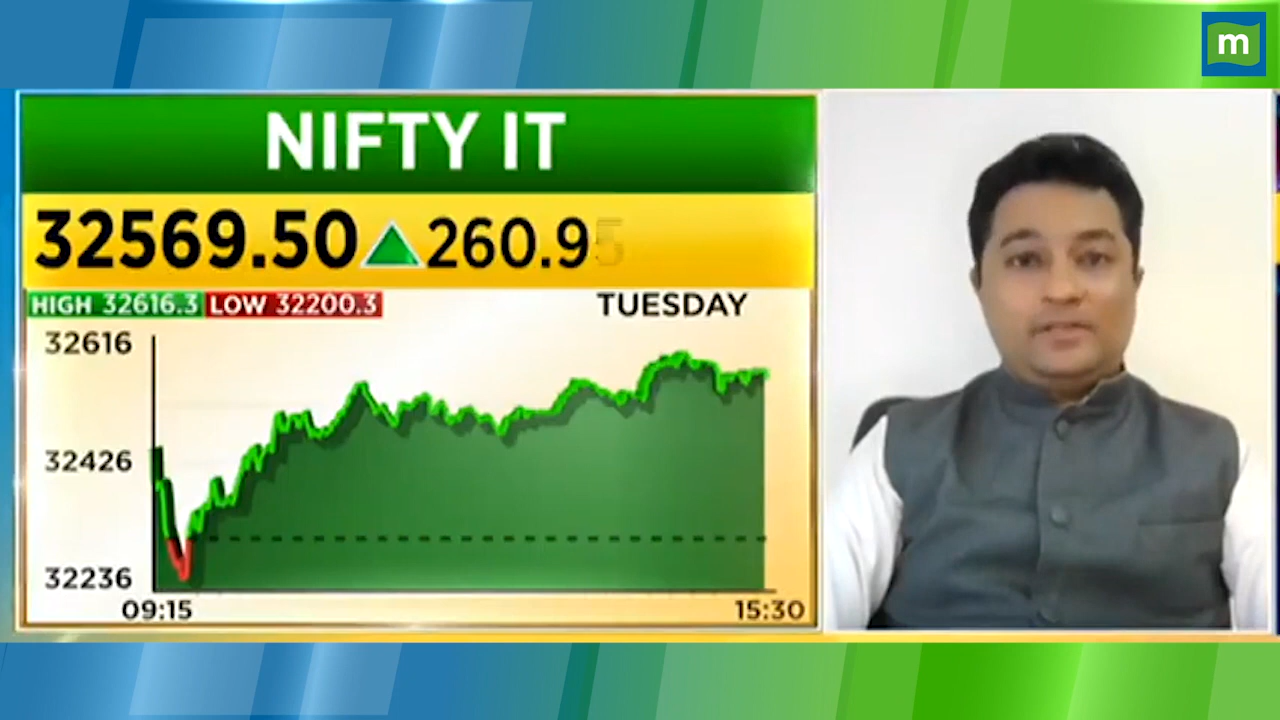 m
NIFTY IT
32569.50 ▲ 260.95
HIGH 32616.3 LOW 32200.3
TUESDAY
32616
32426
32236
09:15 15:30